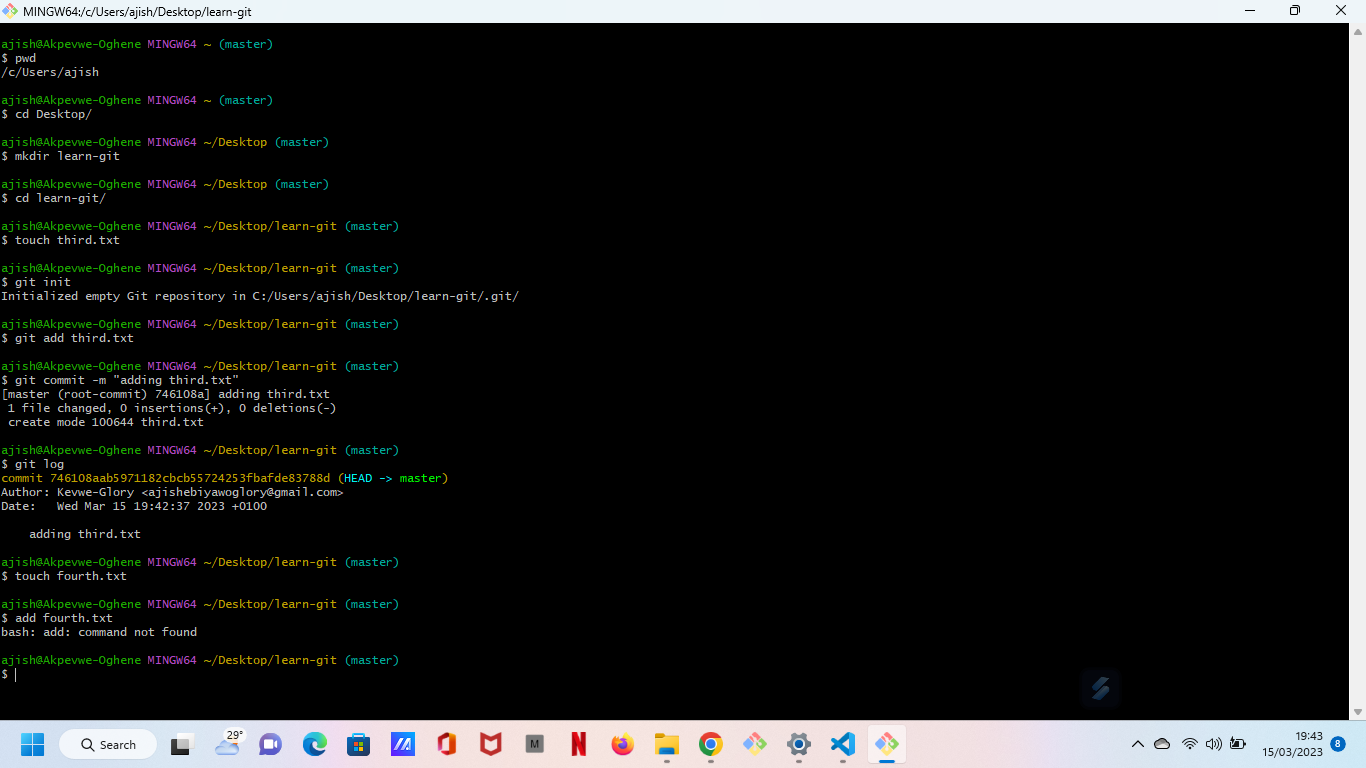 MINGW64:/c/Users/ajish/Desktop/learn-git
ajish@Akpevwe-Oghene MINGW64 ~ (master)
$ pwd
/c/Users/ajish
ajish@Akpevwe-Oghene MINGW64 ~ (master)
$ cd Desktop/
ajish@Akpevwe-Oghene MINGW64 ~/Desktop (master)
$ mkdir learn-git
ajish@Akpevwe-Oghene MINGW64 ~/Desktop (master)
$ cd learn-git/
ajish@Akpevwe-Oghene MINGW64 ~/Desktop/learn-git (master)
$ touch third.txt
ajish@Akpevwe-Oghene MINGW64 ~/Desktop/learn-git (master)
$ git init
Initialized empty Git repository in C:/Users/ajish/Desktop/learn-git/.git/
ajish@Akpevwe-Oghene MINGW64 ~/Desktop/learn-git (master)
$ git add third.txt
ajish@Akpevwe-Oghene MINGW64 ~/Desktop/learn-git (master)
$ git commit -m "adding third.txt"
[master (root-commit) 746108a] adding third.txt
 1 file changed, 0 insertions(+), 0 deletions(-)
 create mode 100644 third.txt
ajish@Akpevwe-Oghene MINGW64 ~/Desktop/learn-git (master)
$ git log
commit 746108aab5971182cbcb55724253fbafde83788d (HEAD -> master)
Author: Kevwe-Glory <ajishebiyawoglory@gmail.com>
Date:   Wed Mar 15 19:42:37 2023 +0100
    adding third.txt
ajish@Akpevwe-Oghene MINGW64 ~/Desktop/learn-git (master)
$ touch fourth.txt
ajish@Akpevwe-Oghene MINGW64 ~/Desktop/learn-git (master)
$ add fourth.txt
bash: add: command not found
ajish@Akpevwe-Oghene MINGW64 ~/Desktop/learn-git (master)
$
Search
29°
M
19:43
15/03/2023
8